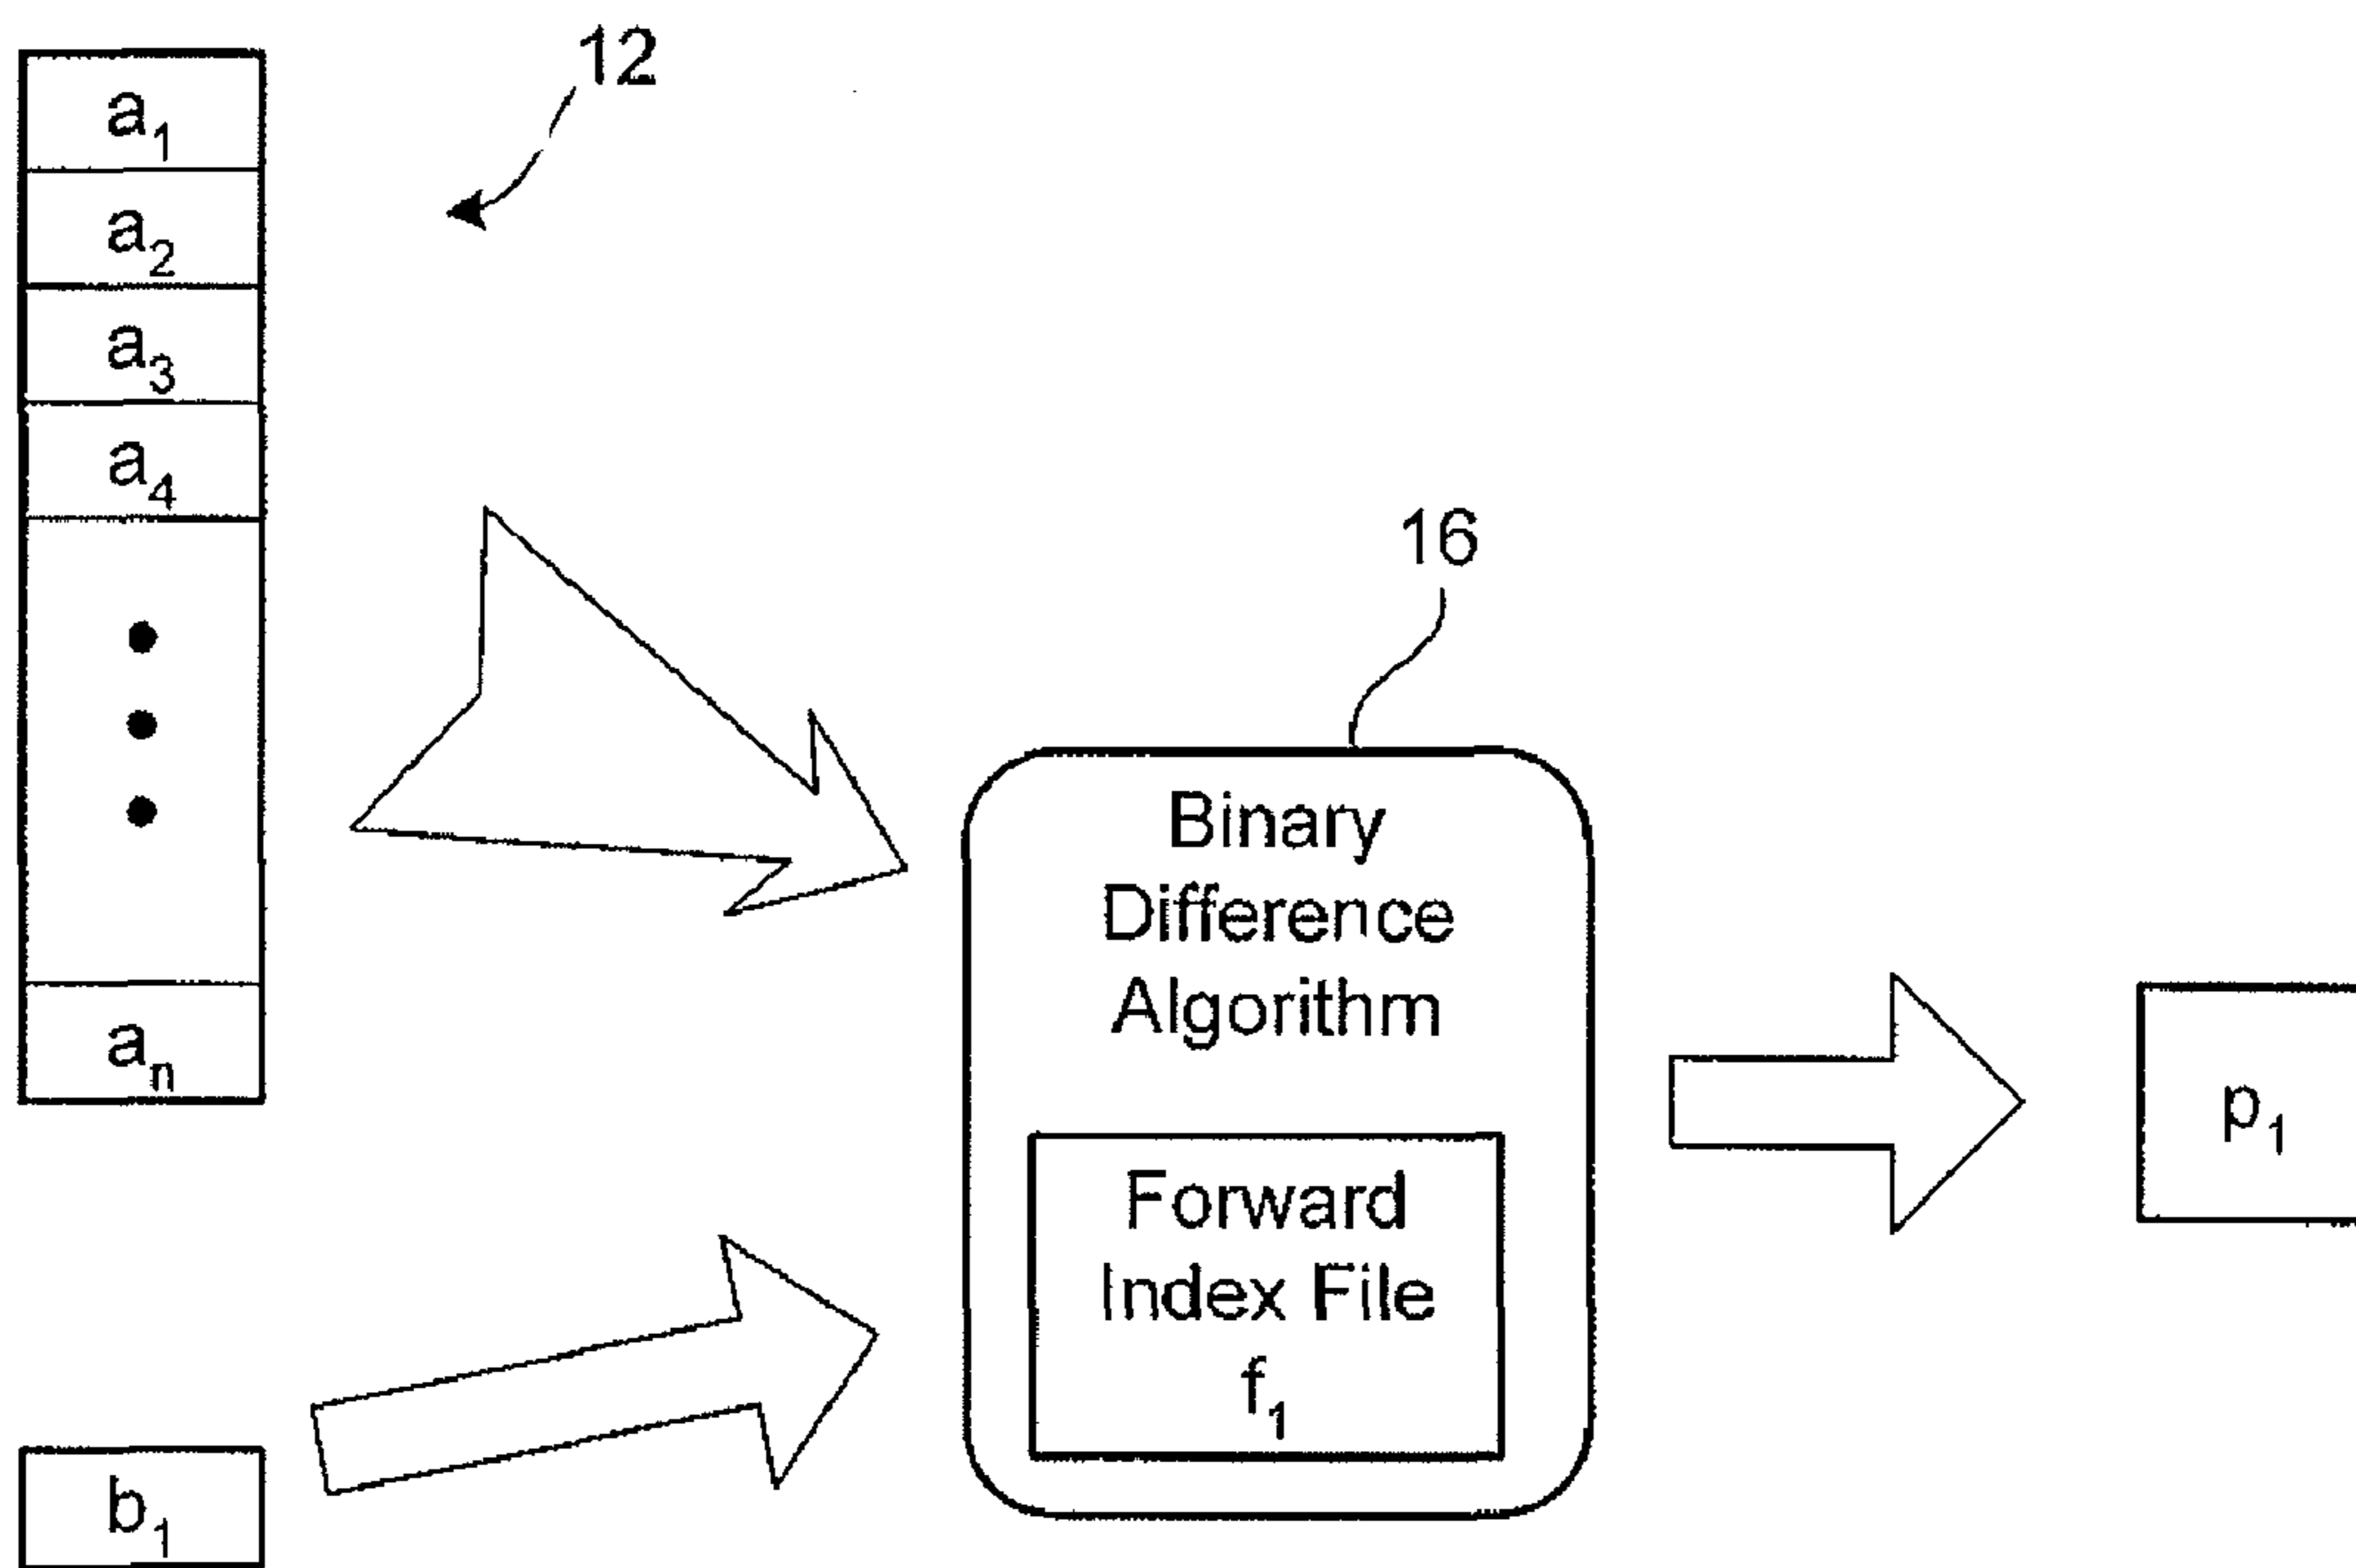 12
a₁
a₂
a₃
a₄
aₙ
16
Binary
Difference
Algorithm
Forward
Index File
f₁
p₁
b₁